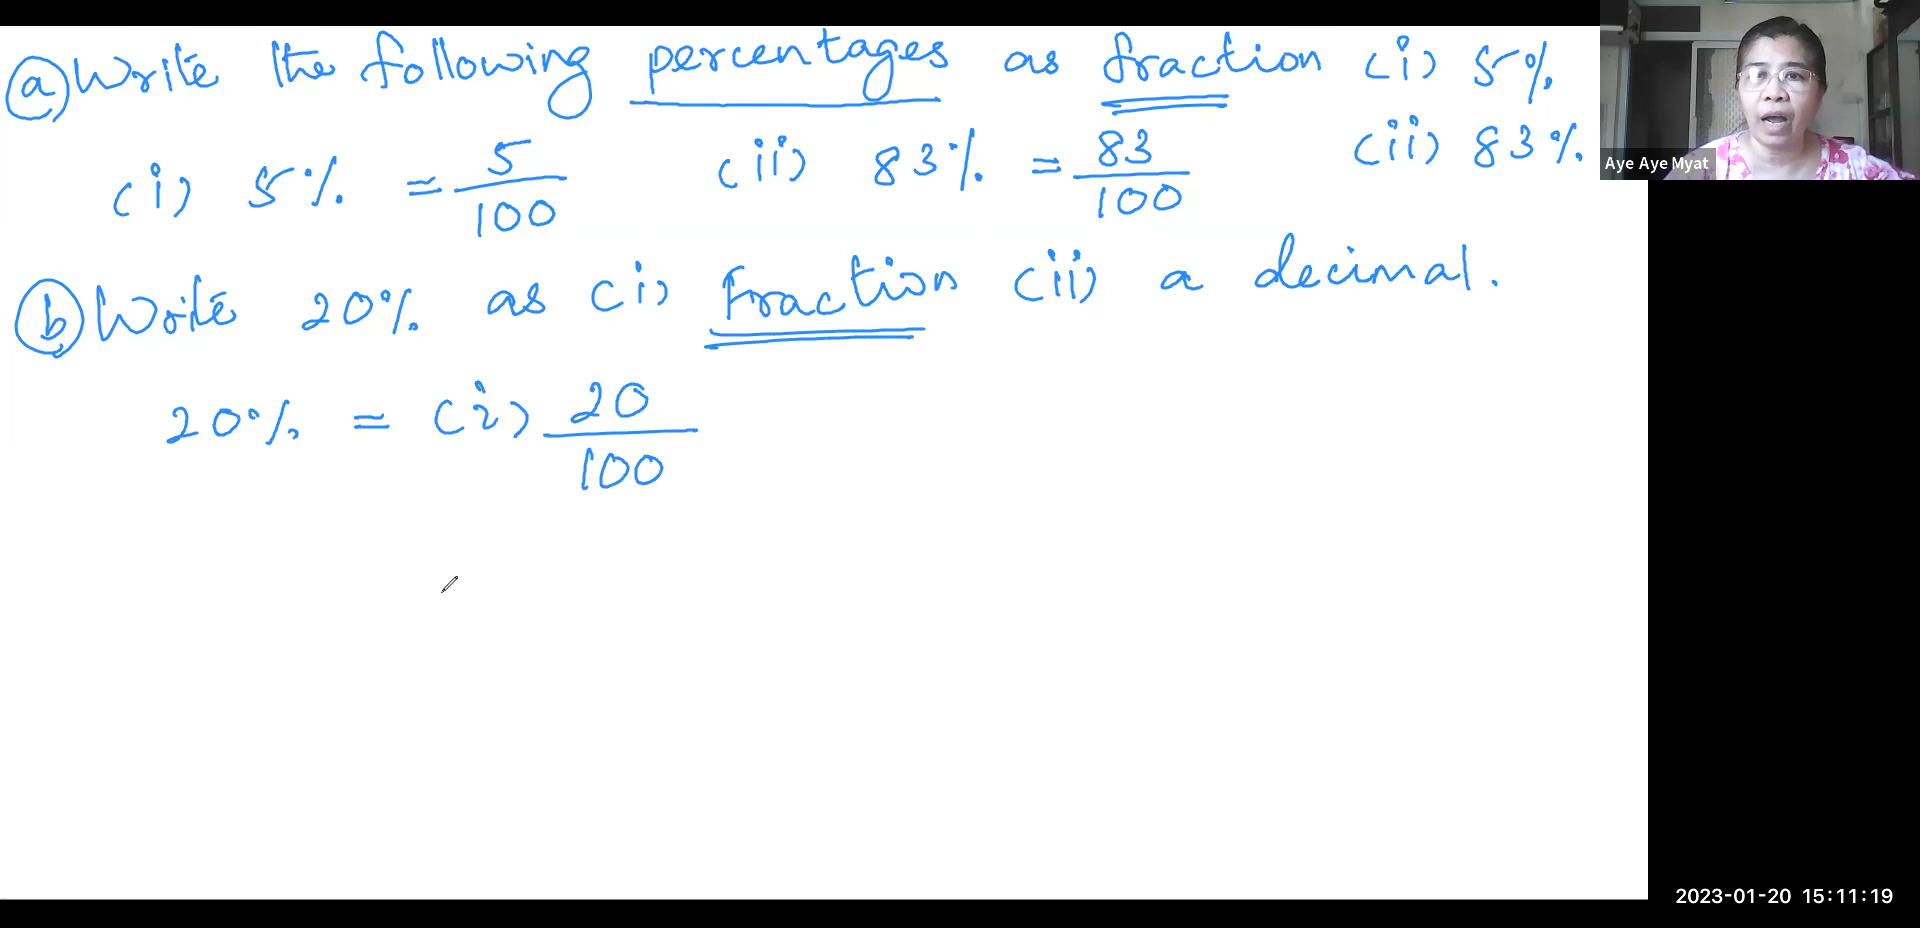 (a) Write the following percentages as fraction (i) 5%
(ii) 83%
(i) 5% = 5/100 (ii) 83% = 83/100
(b) Write 20% as (i) fraction (ii) a decimal.
20% = (i) 20/100
Aye Aye Myat
2023-01-20 15:11:19